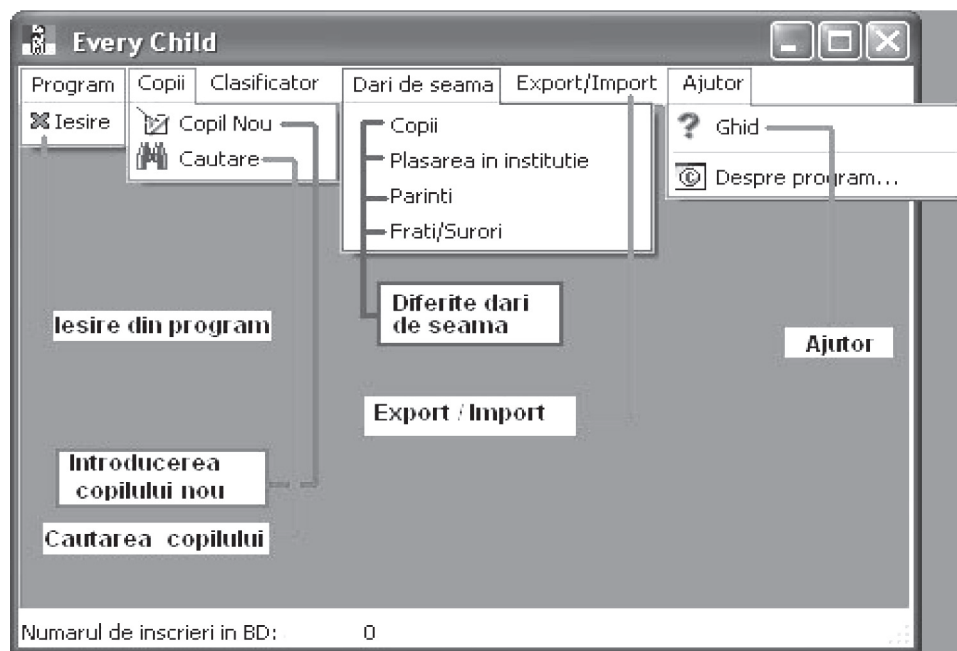 Every Child
Program Copii Clasificator Dari de seama Export/Import Ajutor
Iesire
Copil Nou
Cautare
Copii
Plasarea in institutie
Parinti
Frati/Surori
Ghid
Despre program...
Iesire din program
Diferite dari
de seama
Ajutor
Export / Import
Introducerea
copilului nou
Cautarea copilului
Numarul de inscrieri in BD: 0